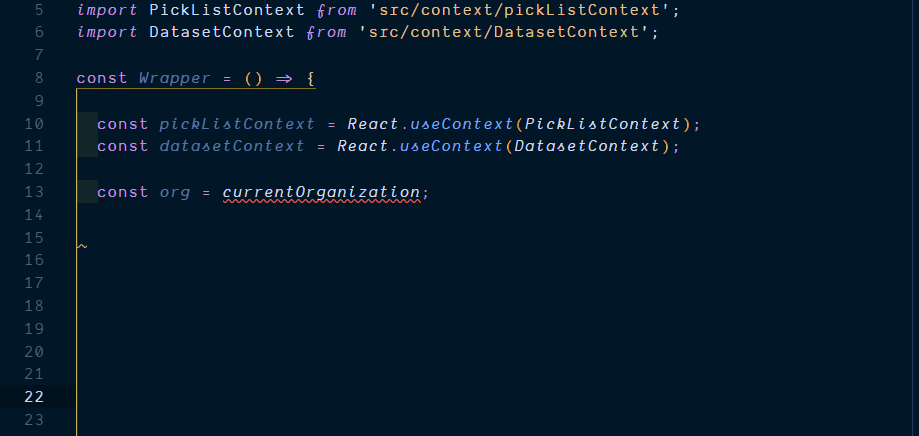 5 import PickListContext from 'src/context/pickListContext';
6 import DatasetContext from 'src/context/DatasetContext';
7
8 const Wrapper = () => {
9
10 const pickListContext = React.useContext(PickListContext);
11 const datasetContext = React.useContext(DatasetContext);
12
13 const org = currentOrganization;
14
15
16
17
18
19
20
21
22
23